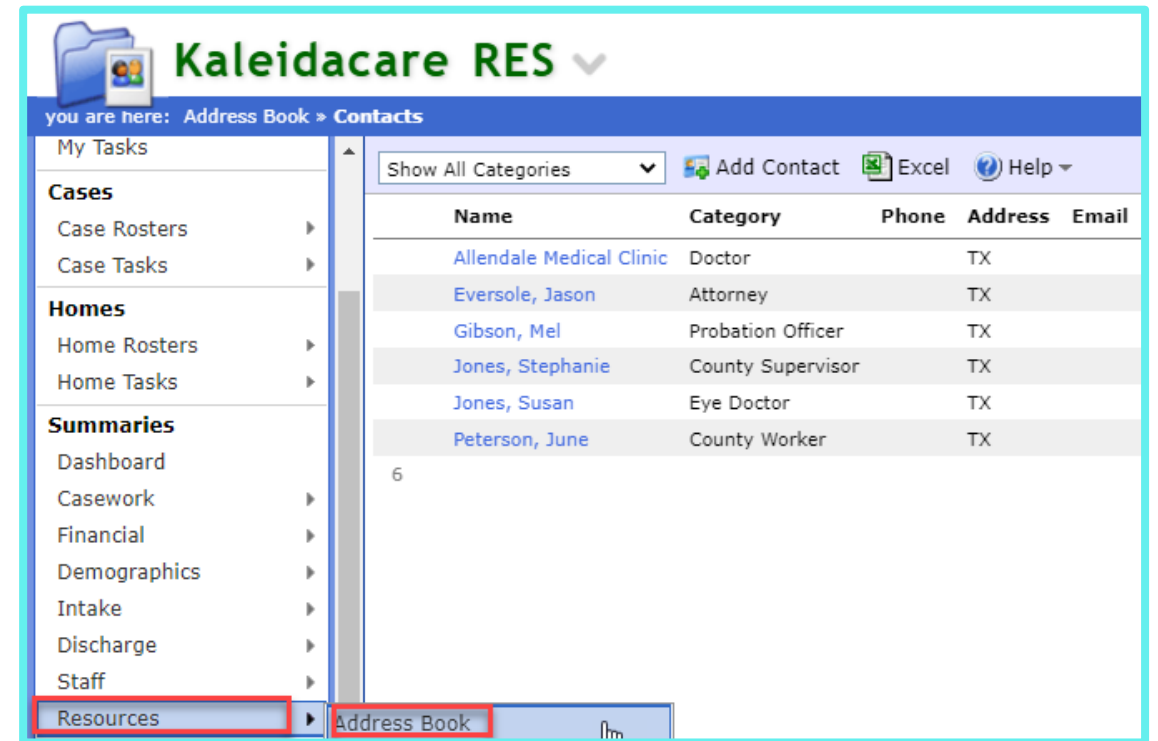 Kaleidacare RES
you are here: Address Book » Contacts
My Tasks
Cases
Case Rosters
Case Tasks
Homes
Home Rosters
Home Tasks
Summaries
Dashboard
Casework
Financial
Demographics
Intake
Discharge
Staff
Resources
Address Book
Show All Categories Add Contact Excel Help
Name Category Phone Address Email
Allendale Medical Clinic Doctor TX
Eversole, Jason Attorney TX
Gibson, Mel Probation Officer TX
Jones, Stephanie County Supervisor TX
Jones, Susan Eye Doctor TX
Peterson, June County Worker TX
6